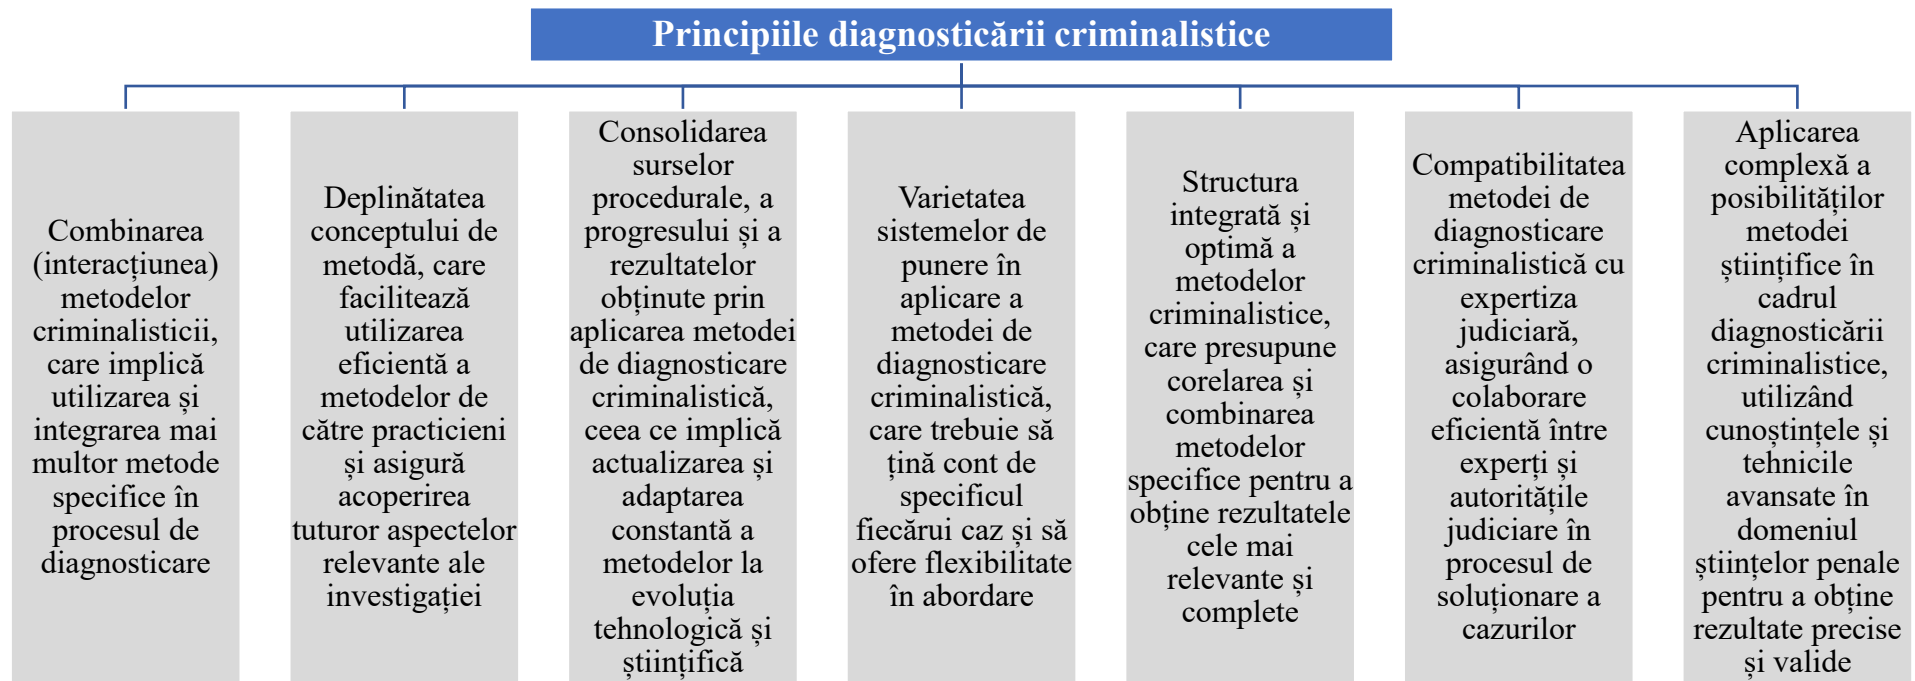 Principiile diagnosticării criminalistice
Combinarea
(interacțiunea)
metodelor
criminalisticii,
care implică
utilizarea și
integrarea mai
multor metode
specifice în
procesul de
diagnosticare
Deplinătatea
conceptului de
metodă, care
facilitează
utilizarea
eficientă a
metodelor de
către practicieni
și asigură
acoperirea
tuturor aspectelor
relevante ale
investigației
Consolidarea
surselor
procedurale, a
progresului și a
rezultatelor
obținute prin
aplicarea metodei
de diagnosticare
criminalistică,
ceea ce implică
actualizarea și
adaptarea
constantă a
metodelor la
evoluția
tehnologică și
științifică
Varietatea
sistemelor de
punere în
aplicare a
metodei de
diagnosticare
criminalistică,
care trebuie să
țină cont de
specificul
fiecărui caz și să
ofere flexibilitate
în abordare
Structura
integrată și
optimă a
metodelor
criminalistice,
care presupune
corelarea și
combinarea
metodelor
specifice pentru a
obține rezultatele
cele mai
relevante și
complete
Compatibilitatea
metodei de
diagnosticare
criminalistică cu
expertiza
judiciară,
asigurând o
colaborare
eficientă între
experți și
autoritățile
judiciare în
procesul de
soluționare a
cazurilor
Aplicarea
complexă a
posibilităților
metodei
științifice în
cadrul
diagnosticării
criminalistice,
utilizând
cunoștințele și
tehnicile
avansate în
domeniul
științelor penale
pentru a obține
rezultate precise
și valide